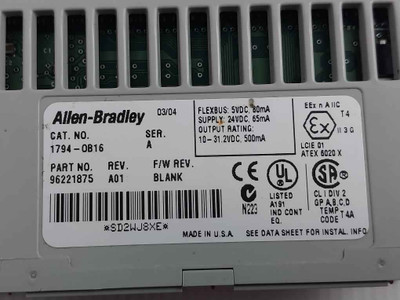 Allen-Bradley
03/04
CAT. NO. SER.
1794-OB16 A
PART NO. REV. F/W REV.
96221875 A01 BLANK
*SD2WJ8XE*
FLEXBUS: 5VDC, 80mA
SUPPLY: 24VDC, 65mA
OUTPUT RATING:
10-31.2VDC, 500mA
EEx n A IIC
T4
Ex
II 3 G
LCIE 01
ATEX 6020 X
N223
LISTED
A191
IND CONT
EQ.
CL I DIV 2
GP A,B,C,D
TEMP
CODE T4A
MADE IN U.S.A.
SEE DATA SHEET FOR INSTAL INFO.